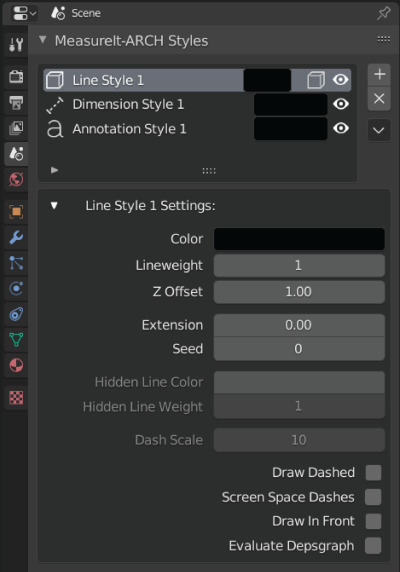 Scene
MeasureIt-ARCH Styles
Line Style 1
Dimension Style 1
Annotation Style 1
Line Style 1 Settings:
Color
Lineweight 1
Z Offset 1.00
Extension 0.00
Seed 0
Hidden Line Color
Hidden Line Weight 1
Dash Scale 10
Draw Dashed
Screen Space Dashes
Draw In Front
Evaluate Depsgraph